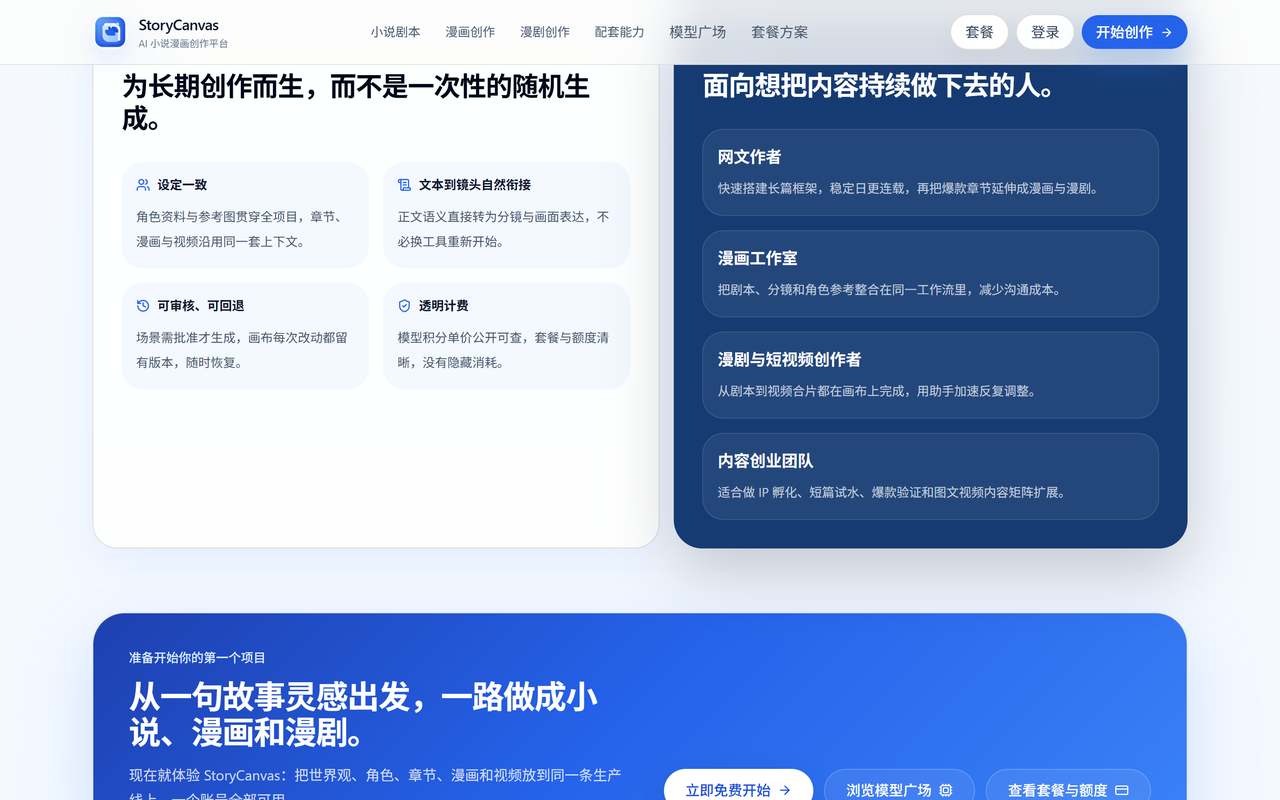 StoryCanvas
AI 小说漫画创作平台
小说剧本
漫画创作
漫剧创作
配套能力
模型广场
套餐方案
套餐
登录
开始创作
为长期创作而生，而不是一次性的随机生
成。
设定一致
角色资料与参考图贯穿全项目，章节、
漫画与视频沿用同一套上下文。
文本到镜头自然衔接
正文语义直接转为分镜与画面表达，不
必换工具重新开始。
可审核、可回退
场景需批准才生成，画布每次改动都留
有版本，随时恢复。
透明计费
模型积分单价公开可查，套餐与额度清
晰，没有隐藏消耗。
面向想把内容持续做下去的人。
网文作者
快速搭建长篇框架，稳定日更连载，再把爆款章节延伸成漫画与漫剧。
漫画工作室
把剧本、分镜和角色参考整合在同一工作流里，减少沟通成本。
漫剧与短视频创作者
从剧本到视频合片都在画布上完成，用助手加速反复调整。
内容创业团队
适合做 IP 孵化、短篇试水、爆款验证和图文视频内容矩阵扩展。
准备开始你的第一个项目
从一句故事灵感出发，一路做成小
说、漫画和漫剧。
现在就体验 StoryCanvas：把世界观、角色、章节、漫画和视频放到同一条生产
线上，一个账号全部可用。
立即免费开始
浏览模型广场
查看套餐与额度